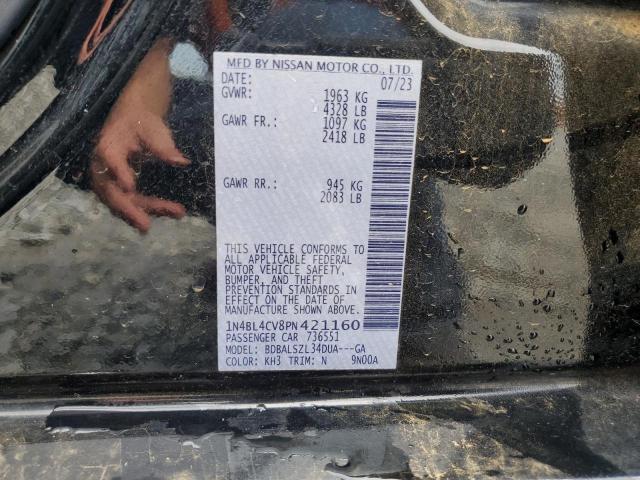 MFD BY NISSAN MOTOR CO., LTD.
DATE: 07/23
GVWR: 1963 KG
4328 LB
GAWR FR.: 1097 KG
2418 LB
GAWR RR.: 945 KG
2083 LB
THIS VEHICLE CONFORMS TO
ALL APPLICABLE FEDERAL
MOTOR VEHICLE SAFETY,
BUMPER, AND THEFT
PREVENTION STANDARDS IN
EFFECT ON THE DATE OF
MANUFACTURE SHOWN ABOVE.
1N4BL4CV8PN421160
PASSENGER CAR 736551
MODEL: BDBALSZL34DUA---GA
COLOR: KH3 TRIM: N 9N00A